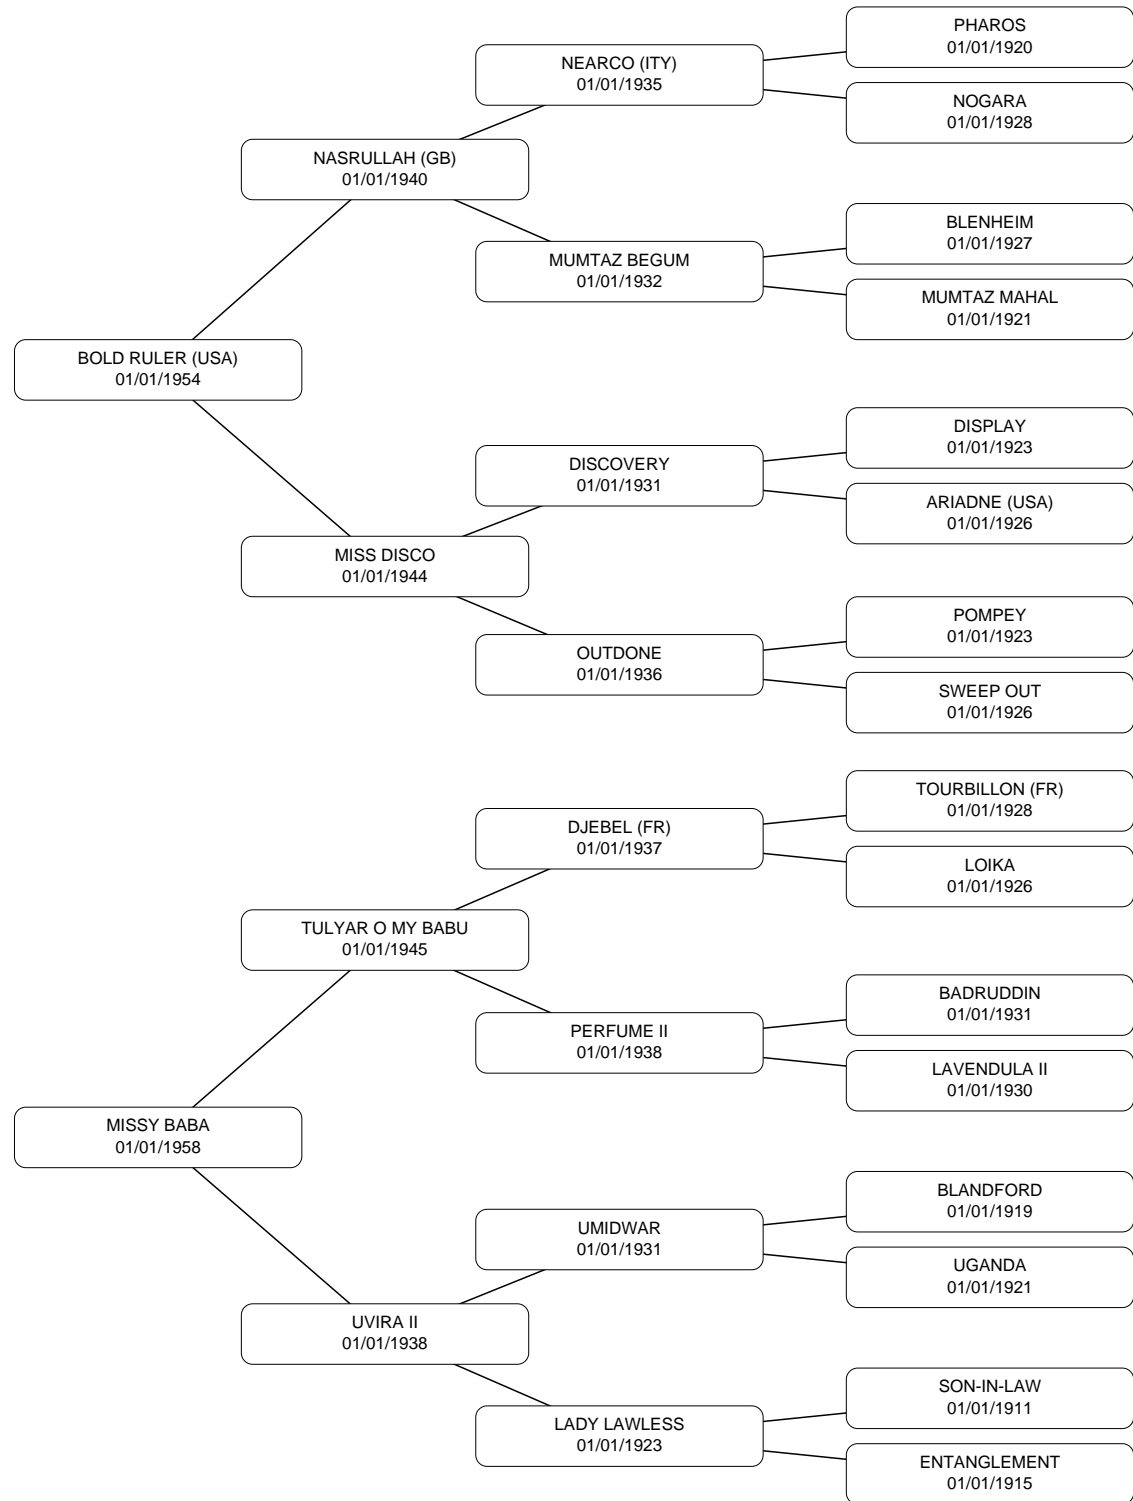 PHAROS
01/01/1920
NEARCO (ITY)
01/01/1935
NOGARA
01/01/1928
NASRULLAH (GB)
01/01/1940
BLENHEIM
01/01/1927
MUMTAZ BEGUM
01/01/1932
MUMTAZ MAHAL
01/01/1921
BOLD RULER (USA)
01/01/1954
DISPLAY
01/01/1923
DISCOVERY
01/01/1931
ARIADNE (USA)
01/01/1926
MISS DISCO
01/01/1944
POMPEY
01/01/1923
OUTDONE
01/01/1936
SWEEP OUT
01/01/1926
TOURBILLON (FR)
01/01/1928
DJEBEL (FR)
01/01/1937
LOIKA
01/01/1926
TULYAR O MY BABU
01/01/1945
BADRUDDIN
01/01/1931
PERFUME II
01/01/1938
LAVENDULA II
01/01/1930
MISSY BABA
01/01/1958
BLANDFORD
01/01/1919
UMIDWAR
01/01/1931
UGANDA
01/01/1921
UVIRA II
01/01/1938
SON-IN-LAW
01/01/1911
LADY LAWLESS
01/01/1923
ENTANGLEMENT
01/01/1915